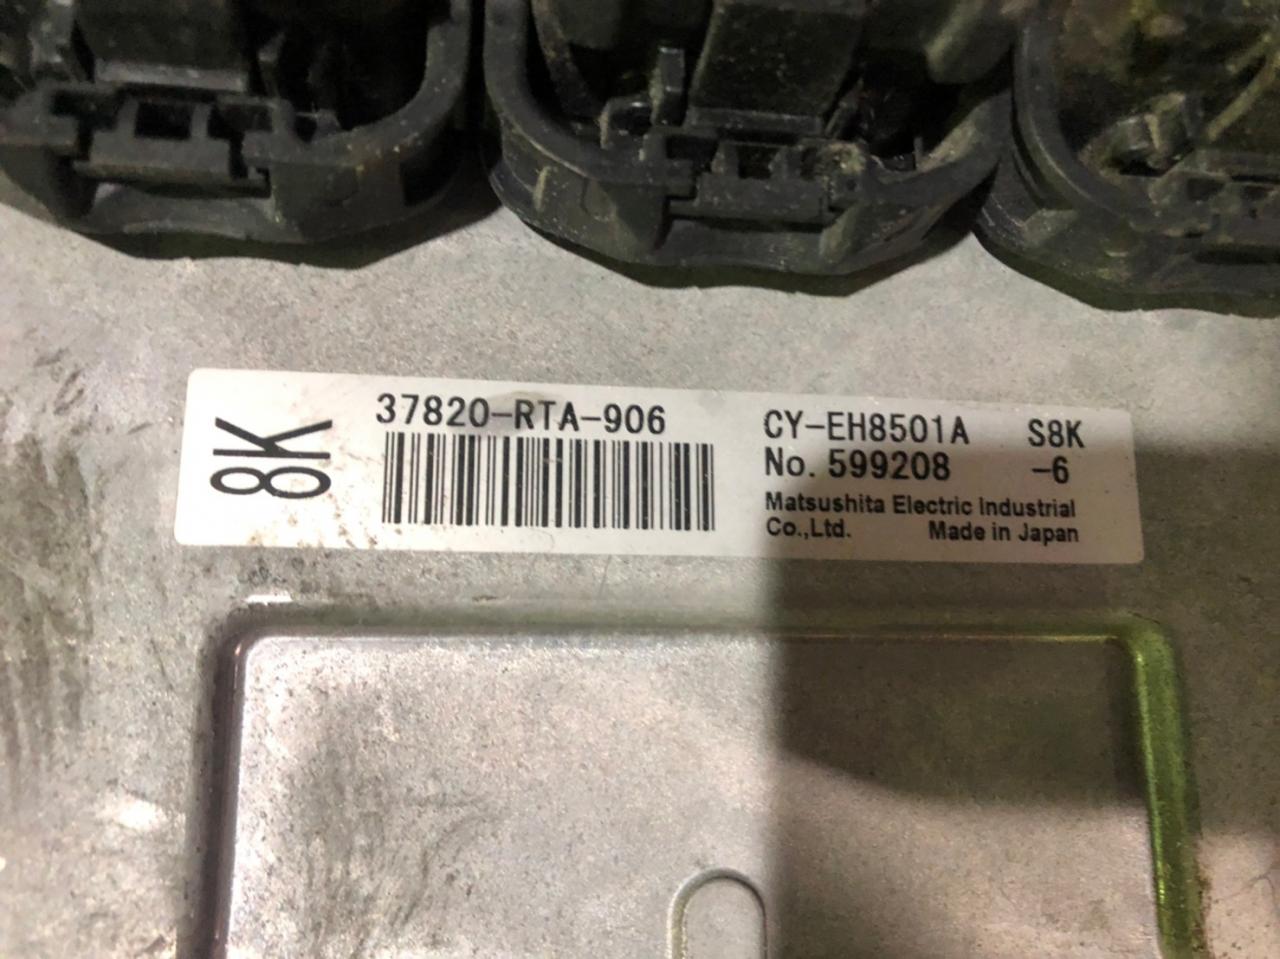 8K
37820-RTA-906
CY-EH8501A S8K
No. 599208 -6
Matsushita Electric Industrial
Co.,Ltd. Made in Japan